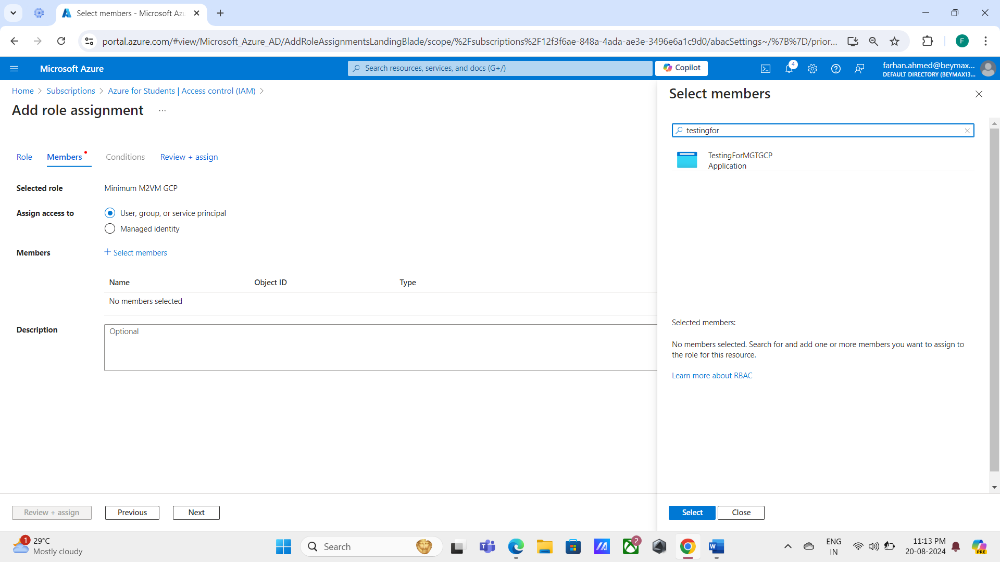 Select members - Microsoft Azu
portal.azure.com/#view/Microsoft_Azure_AD/AddRoleAssignmentsLandingBlade/scope/%2Fsubscriptions%2F12f3f6ae-848a-4ada-ae3e-3496e6a1c9d0/abacSettings~/%7B%7D/prior...
F
Microsoft Azure
Search resources, services, and docs (G+/)
Copilot
4
farhan.ahmed@beymax...
DEFAULT DIRECTORY (BEYMAX13...
Home > Subscriptions > Azure for Students | Access control (IAM) >
Add role assignment ...
Role
Members
Conditions
Review + assign
Selected role
Minimum M2VM GCP
Assign access to
User, group, or service principal
Managed identity
Members
+ Select members
Name
Object ID
Type
No members selected
Description
Optional
Review + assign
Previous
Next
Select members
testingfor
TestingForMGTGCP
Application
Selected members:
No members selected. Search for and add one or more members you want to assign to
the role for this resource.
Learn more about RBAC
Select
Close
1
29°C
Mostly cloudy
Search
2
W
ENG
IN
11:13 PM
20-08-2024
PRE